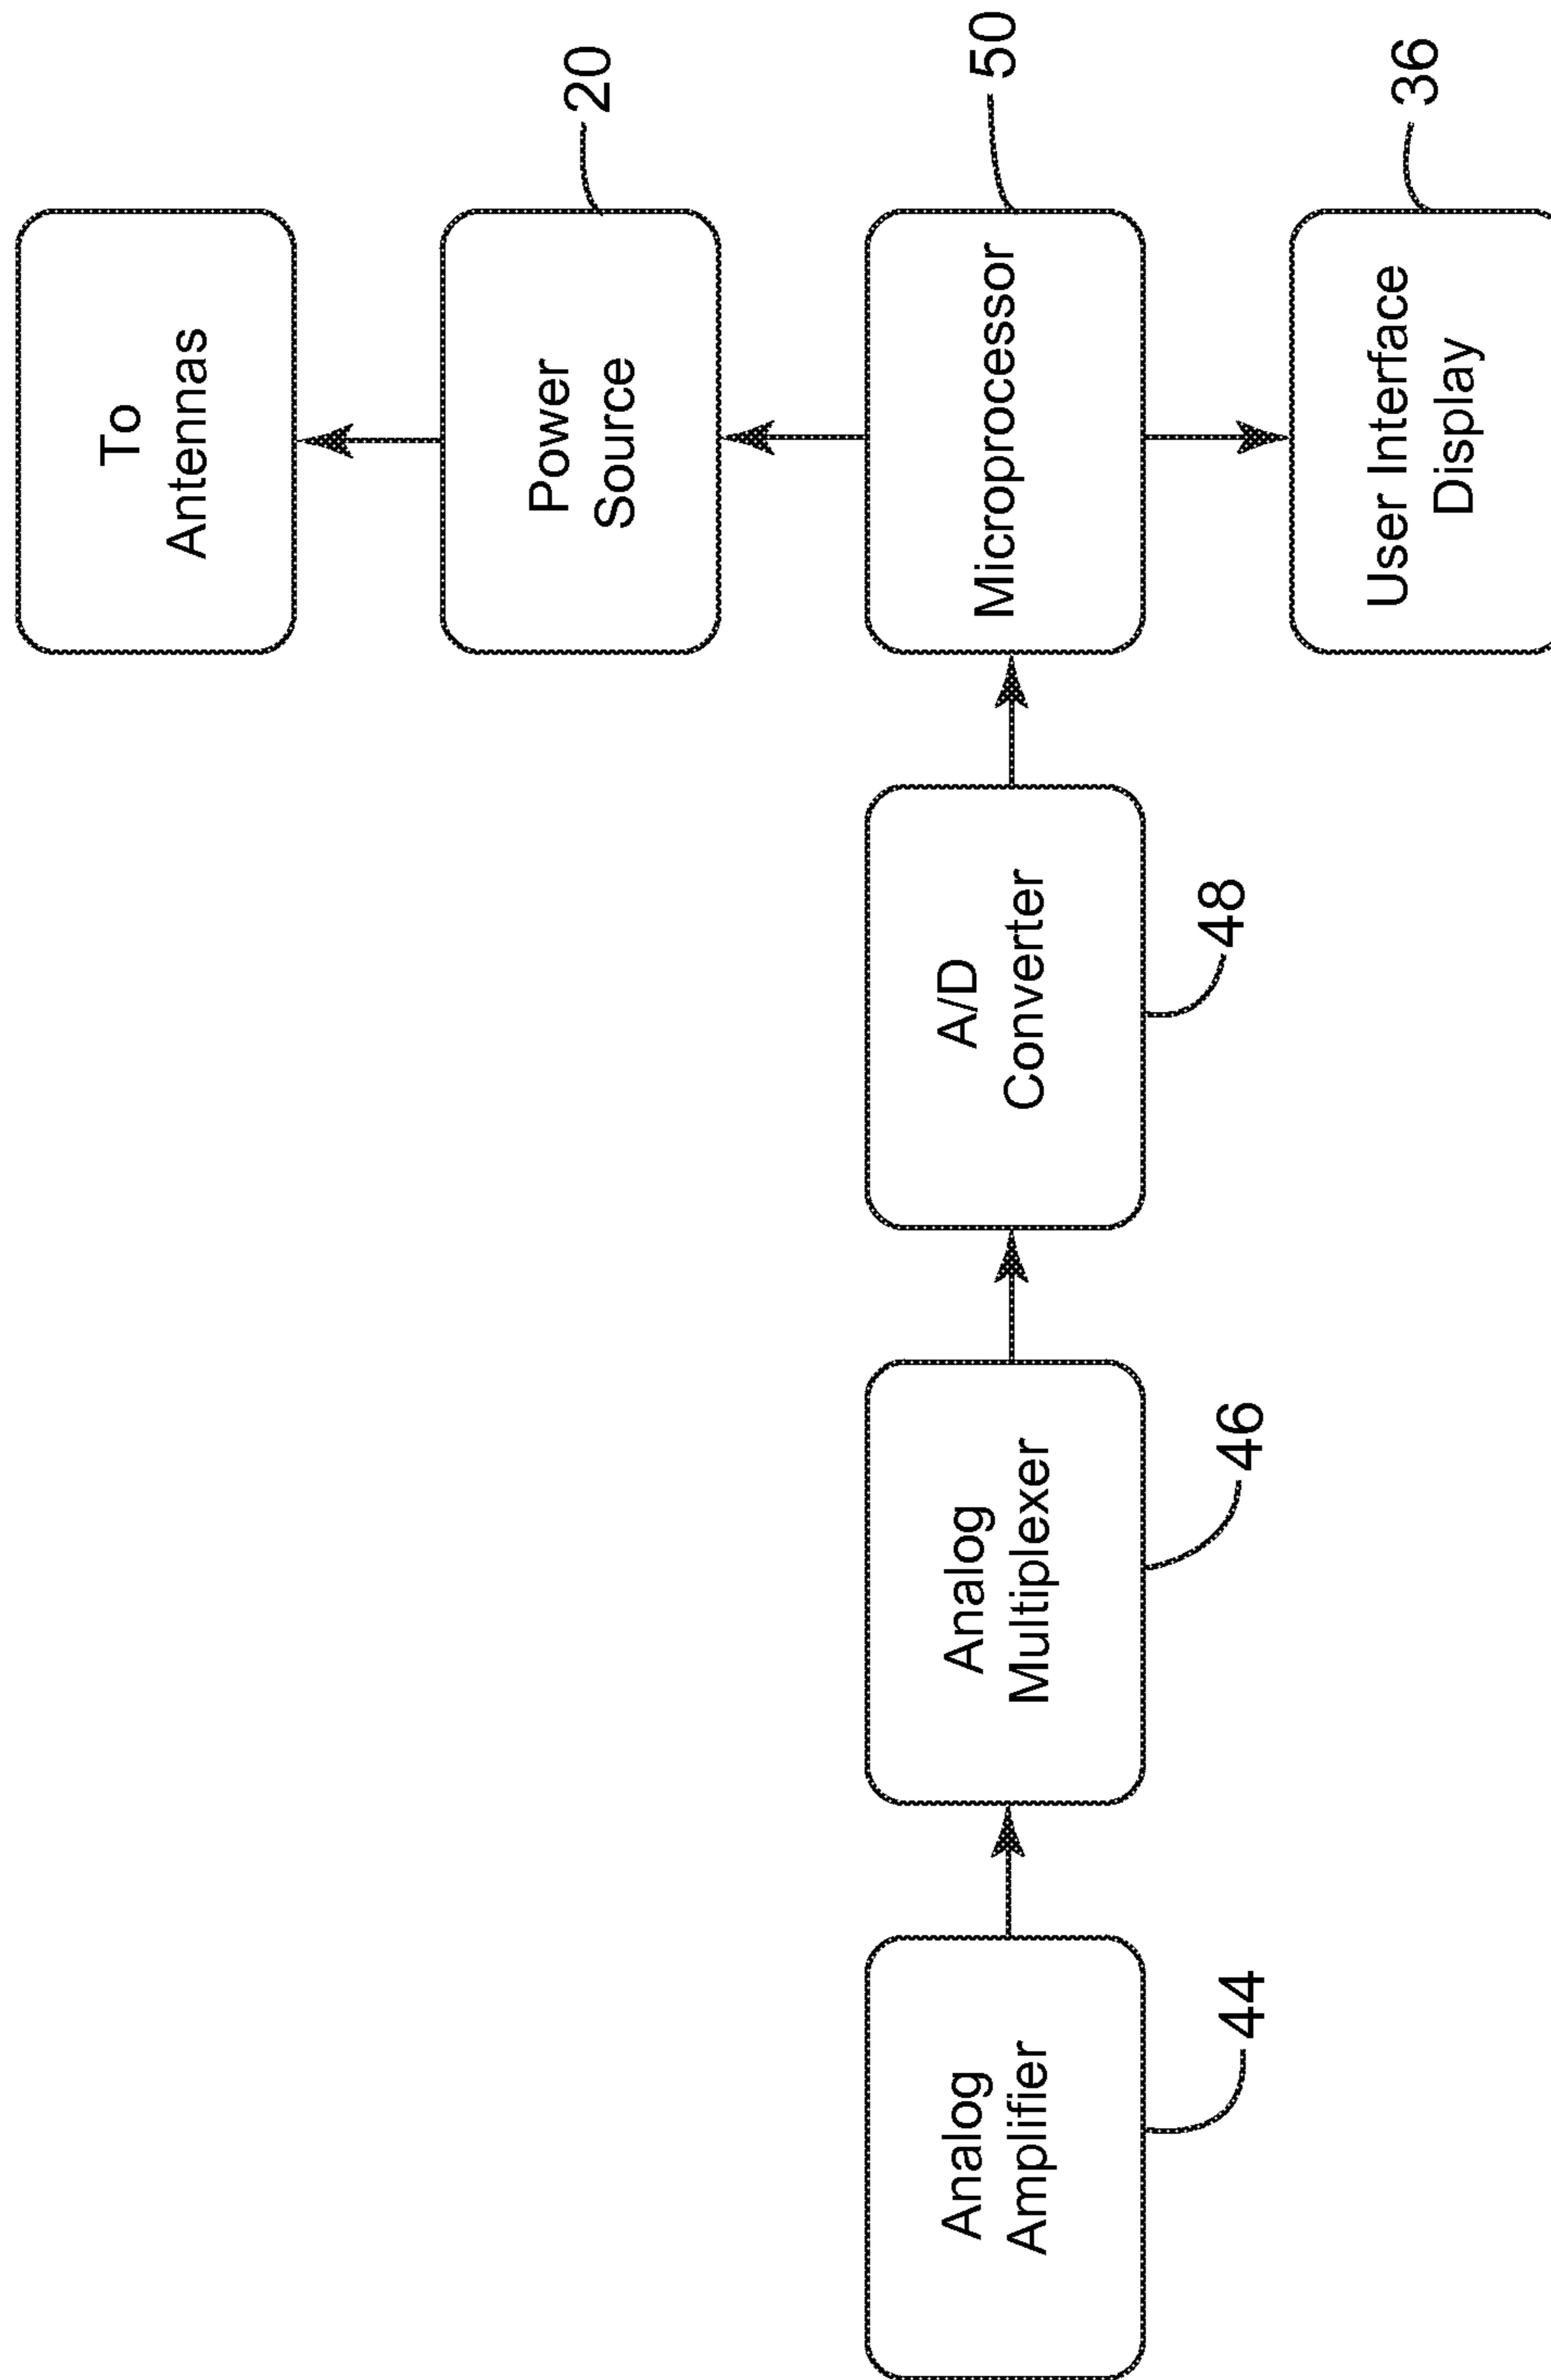 Analog
Amplifier
44
Analog
Multiplexer
46
A/D
Converter
48
To
Antennas
Power
Source
20
Microprocessor
50
User Interface
Display
36